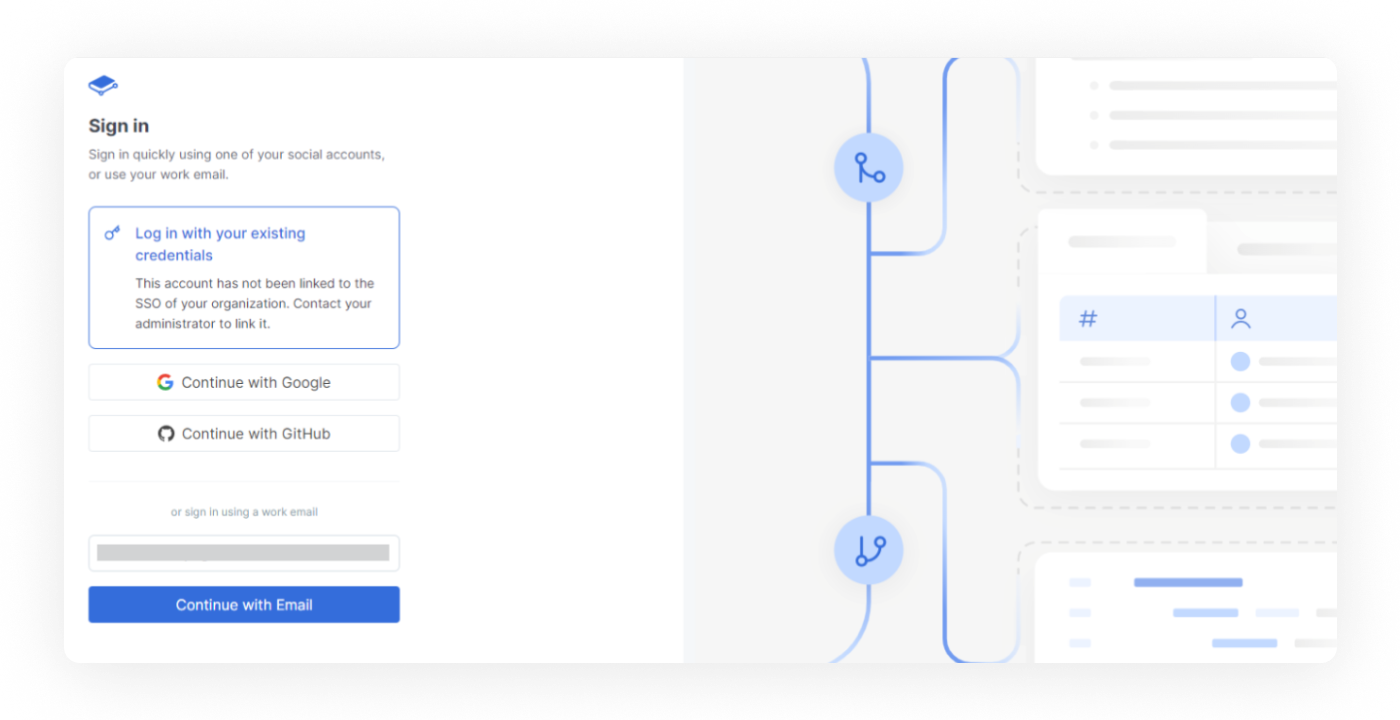 Sign in
Sign in quickly using one of your social accounts,
or use your work email.
Log in with your existing
credentials
This account has not been linked to the
SSO of your organization. Contact your
administrator to link it.
Continue with Google
Continue with GitHub
or sign in using a work email
Continue with Email
#